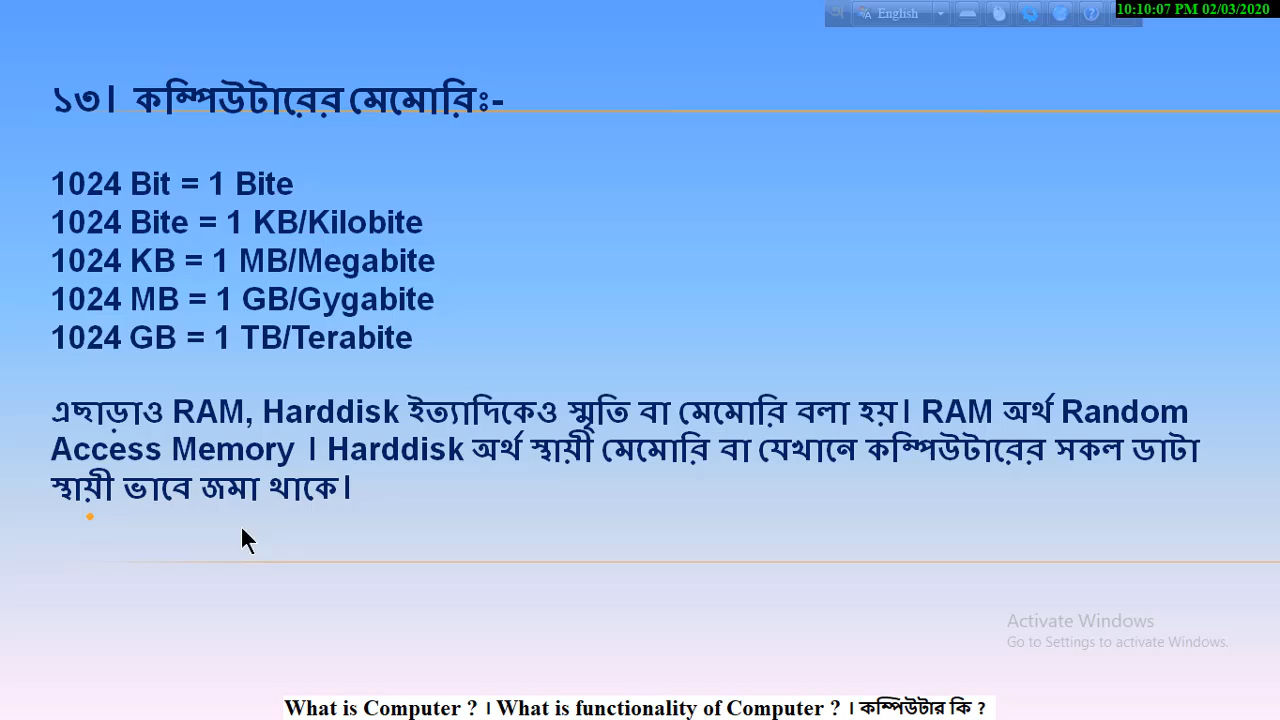 English
10:10:07 PM 02/03/2020
১৩। কম্পিউটারের মেমোরিঃ-
1024 Bit = 1 Bite
1024 Bite = 1 KB/Kilobite
1024 KB = 1 MB/Megabite
1024 MB = 1 GB/Gygabite
1024 GB = 1 TB/Terabite
এছাড়াও RAM, Harddisk ইত্যাদিকেও স্মৃতি বা মেমোরি বলা হয়। RAM অর্থ Random
Access Memory । Harddisk অর্থ স্থায়ী মেমোরি বা যেখানে কম্পিউটারের সকল ডাটা
স্থায়ী ভাবে জমা থাকে।
Activate Windows
Go to Settings to activate Windows.
What is Computer ? । What is functionality of Computer ? । কম্পিউটার কি ?